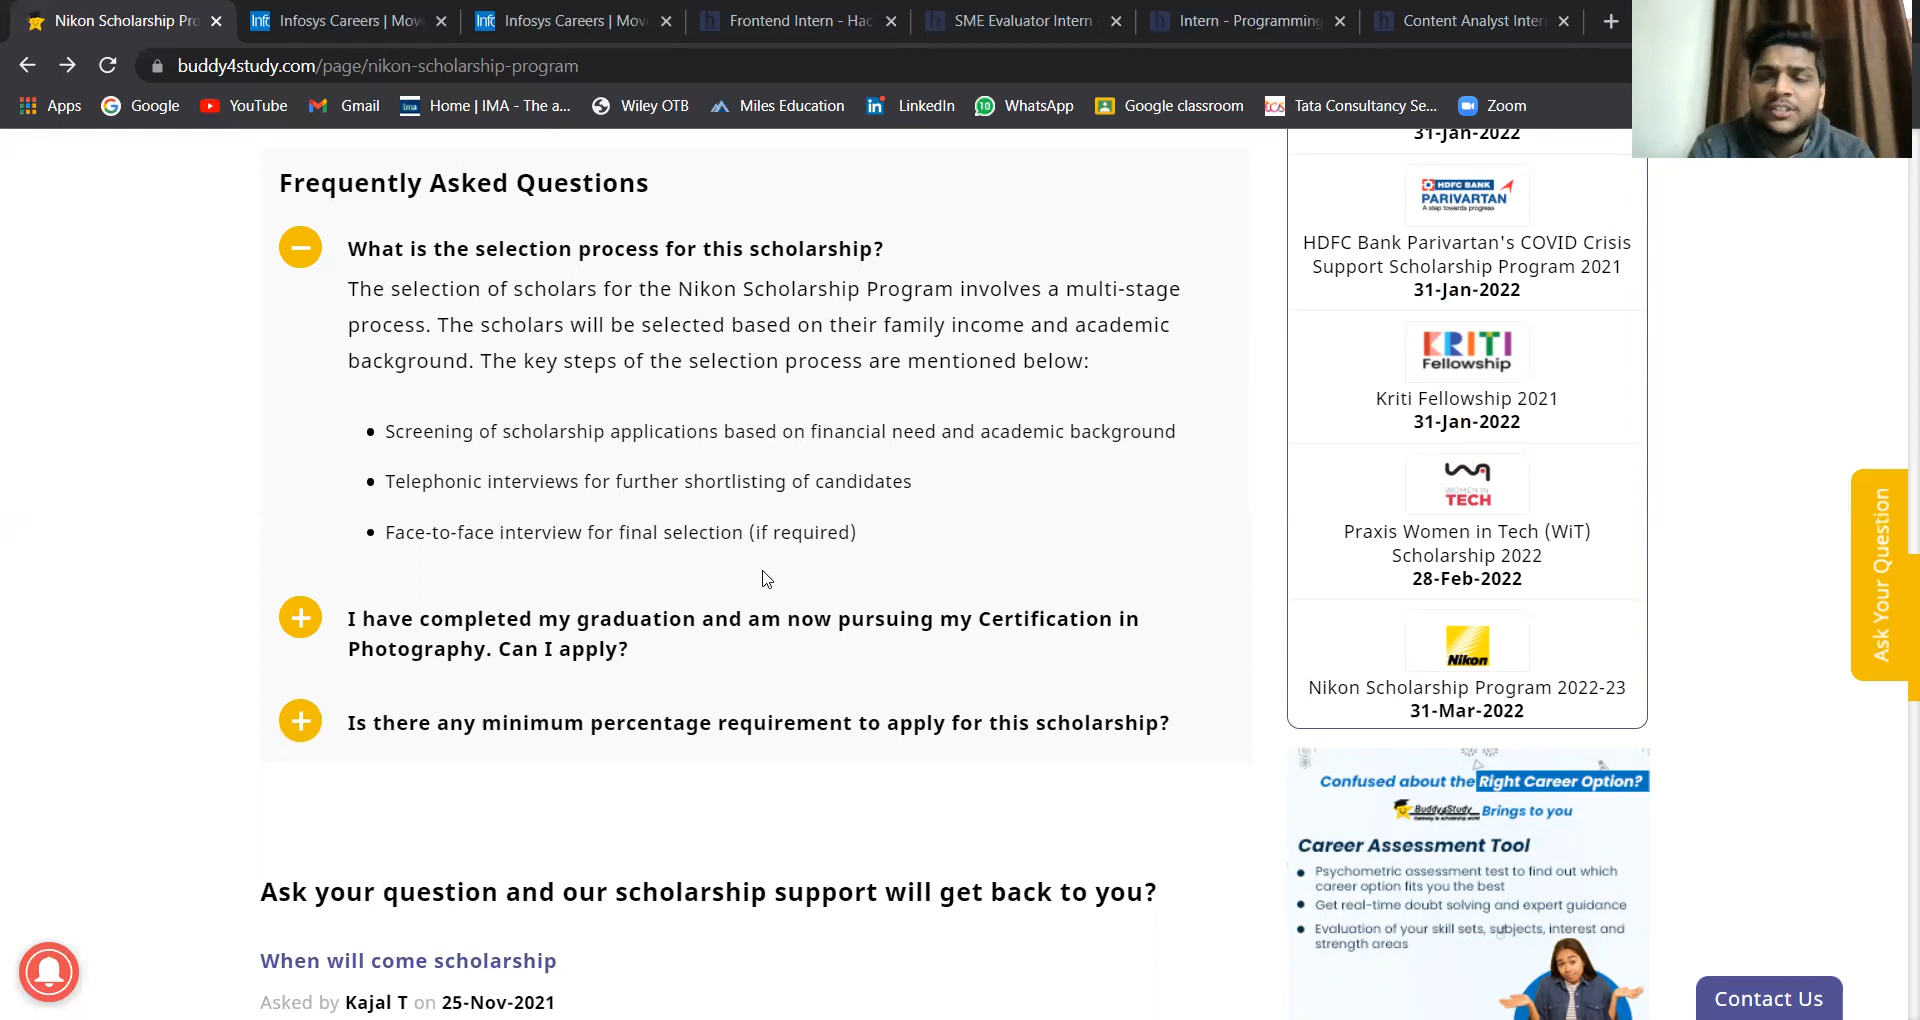 Nikon Scholarship Pro
Infosys Careers | Mov
Infosys Careers | Mov
Frontend Intern - Hac
SME Evaluator Intern
Intern - Programming
Content Analyst Inter
buddy4study.com/page/nikon-scholarship-program
Apps
Google
YouTube
Gmail
Home | IMA - The a...
Wiley OTB
Miles Education
LinkedIn
10
WhatsApp
Google classroom
Tata Consultancy Se...
Zoom
Frequently Asked Questions
What is the selection process for this scholarship?
The selection of scholars for the Nikon Scholarship Program involves a multi-stage
process. The scholars will be selected based on their family income and academic
background. The key steps of the selection process are mentioned below:
Screening of scholarship applications based on financial need and academic background
Telephonic interviews for further shortlisting of candidates
Face-to-face interview for final selection (if required)
I have completed my graduation and am now pursuing my Certification in
Photography. Can I apply?
Is there any minimum percentage requirement to apply for this scholarship?
Ask your question and our scholarship support will get back to you?
When will come scholarship
Asked by Kajal T on 25-Nov-2021
31-Jan-2022
HDFC BANK
PARIVARTAN
A step towards progress
HDFC Bank Parivartan's COVID Crisis
Support Scholarship Program 2021
31-Jan-2022
KRITI
Fellowship
Kriti Fellowship 2021
31-Jan-2022
WOMEN IN
TECH
Praxis Women in Tech (WiT)
Scholarship 2022
28-Feb-2022
Nikon
Nikon Scholarship Program 2022-23
31-Mar-2022
Confused about the Right Career Option?
Buddy4Study Brings to you
Career Assessment Tool
Psychometric assessment test to find out which
career option fits you the best
Get real-time doubt solving and expert guidance
Evaluation of your skill sets, subjects, interest and
strength areas
Ask Your Question
Contact Us